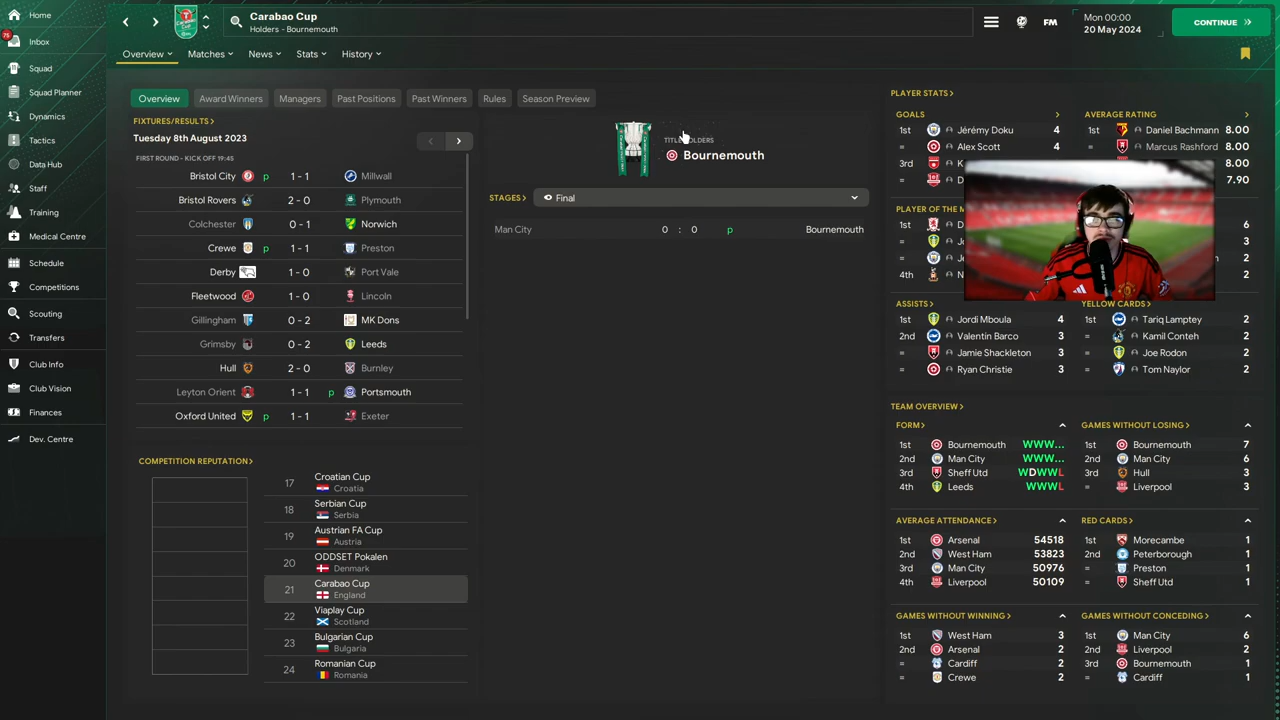 Home
75
Inbox
Squad
Squad Planner
Dynamics
Tactics
Data Hub
Staff
Training
Medical Centre
Schedule
Competitions
Scouting
Transfers
Club Info
Club Vision
Finances
Dev. Centre
Carabao Cup
Holders - Bournemouth
FM
Mon 00:00
20 May 2024
CONTINUE
Overview
Matches
News
Stats
History
Overview
Award Winners
Managers
Past Positions
Past Winners
Rules
Season Preview
FIXTURES/RESULTS
Tuesday 8th August 2023
FIRST ROUND - KICK OFF 19:45
Bristol City p 1 - 1 Millwall
Bristol Rovers 2 - 0 Plymouth
Colchester 0 - 1 Norwich
Crewe p 1 - 1 Preston
Derby 1 - 0 Port Vale
Fleetwood 1 - 0 Lincoln
Gillingham 0 - 2 MK Dons
Grimsby 0 - 2 Leeds
Hull 2 - 0 Burnley
Leyton Orient 1 - 1 p Portsmouth
Oxford United p 1 - 1 Exeter
COMPETITION REPUTATION
17 Croatian Cup
Croatia
18 Serbian Cup
Serbia
19 Austrian FA Cup
Austria
20 ODDSET Pokalen
Denmark
21 Carabao Cup
England
22 Viaplay Cup
Scotland
23 Bulgarian Cup
Bulgaria
24 Romanian Cup
Romania
Bournemouth
STAGES Final
Man City 0 : 0 p Bournemouth
PLAYER STATS
GOALS
1st Jérémy Doku 4
= Alex Scott 4
3rd K
= D
AVERAGE RATING
1st Daniel Bachmann 8.00
= Marcus Rashford 8.00
8.00
7.90
PLAYER OF THE M
1st D 6
= 3
= 2
4th N 2
ASSISTS
1st Jordi Mboula 4
2nd Valentin Barco 3
= Jamie Shackleton 3
= Ryan Christie 3
YELLOW CARDS
1st Tariq Lamptey 2
= Kamil Conteh 2
= Joe Rodon 2
= Tom Naylor 2
TEAM OVERVIEW
FORM
1st Bournemouth WWW...
2nd Man City WWW...
3rd Sheff Utd WDWWL
4th Leeds WWWL
GAMES WITHOUT LOSING
1st Bournemouth 7
2nd Man City 6
3rd Hull 3
= Liverpool 3
AVERAGE ATTENDANCE
1st Arsenal 54518
2nd West Ham 53823
3rd Man City 50976
4th Liverpool 50109
RED CARDS
1st Morecambe 1
2nd Peterborough 1
= Preston 1
= Sheff Utd 1
GAMES WITHOUT WINNING
1st West Ham 3
2nd Arsenal 2
= Cardiff 2
= Crewe 2
GAMES WITHOUT CONCEDING
1st Man City 6
2nd Liverpool 2
3rd Bournemouth 1
= Cardiff 1